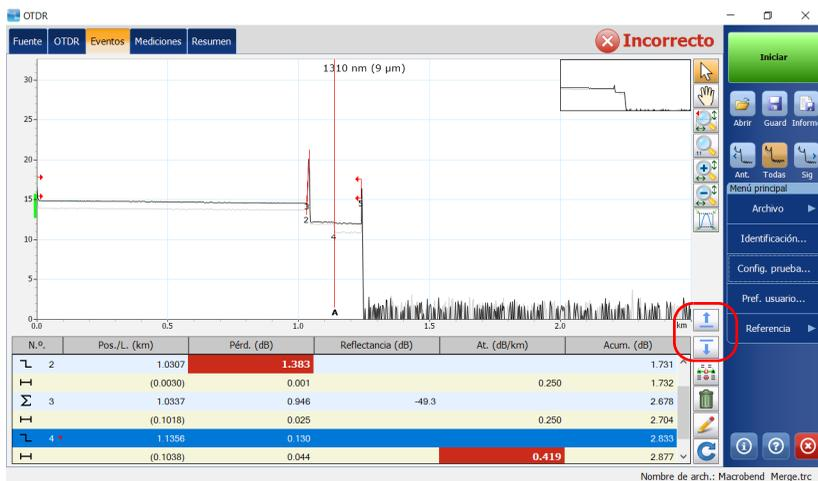 OTDR
Fuente OTDR Eventos Mediciones Resumen
Incorrecto
Iniciar
1310 nm (9 µm)
30
25
20
15
10
5
0
0.0 0.5 1.0 1.5 2.0 km
2
4
A
Abrir Guard Inform
Ant. Todas Sig
Menú principal
Archivo
Identificación...
Config. prueba...
Pref. usuario...
Referencia
N.º. Pos./L. (km) Pérd. (dB) Reflectancia (dB) At. (dB/km) Acum. (dB)
2 1.0307 1.383 1.731
(0.0030) 0.001 0.250 1.732
Σ 3 1.0337 0.946 -49.3 2.678
(0.1018) 0.025 0.250 2.704
4 * 1.1356 0.130 2.833
(0.1038) 0.044 0.419 2.877
Nombre de arch.: Macrobend_Merge.trc